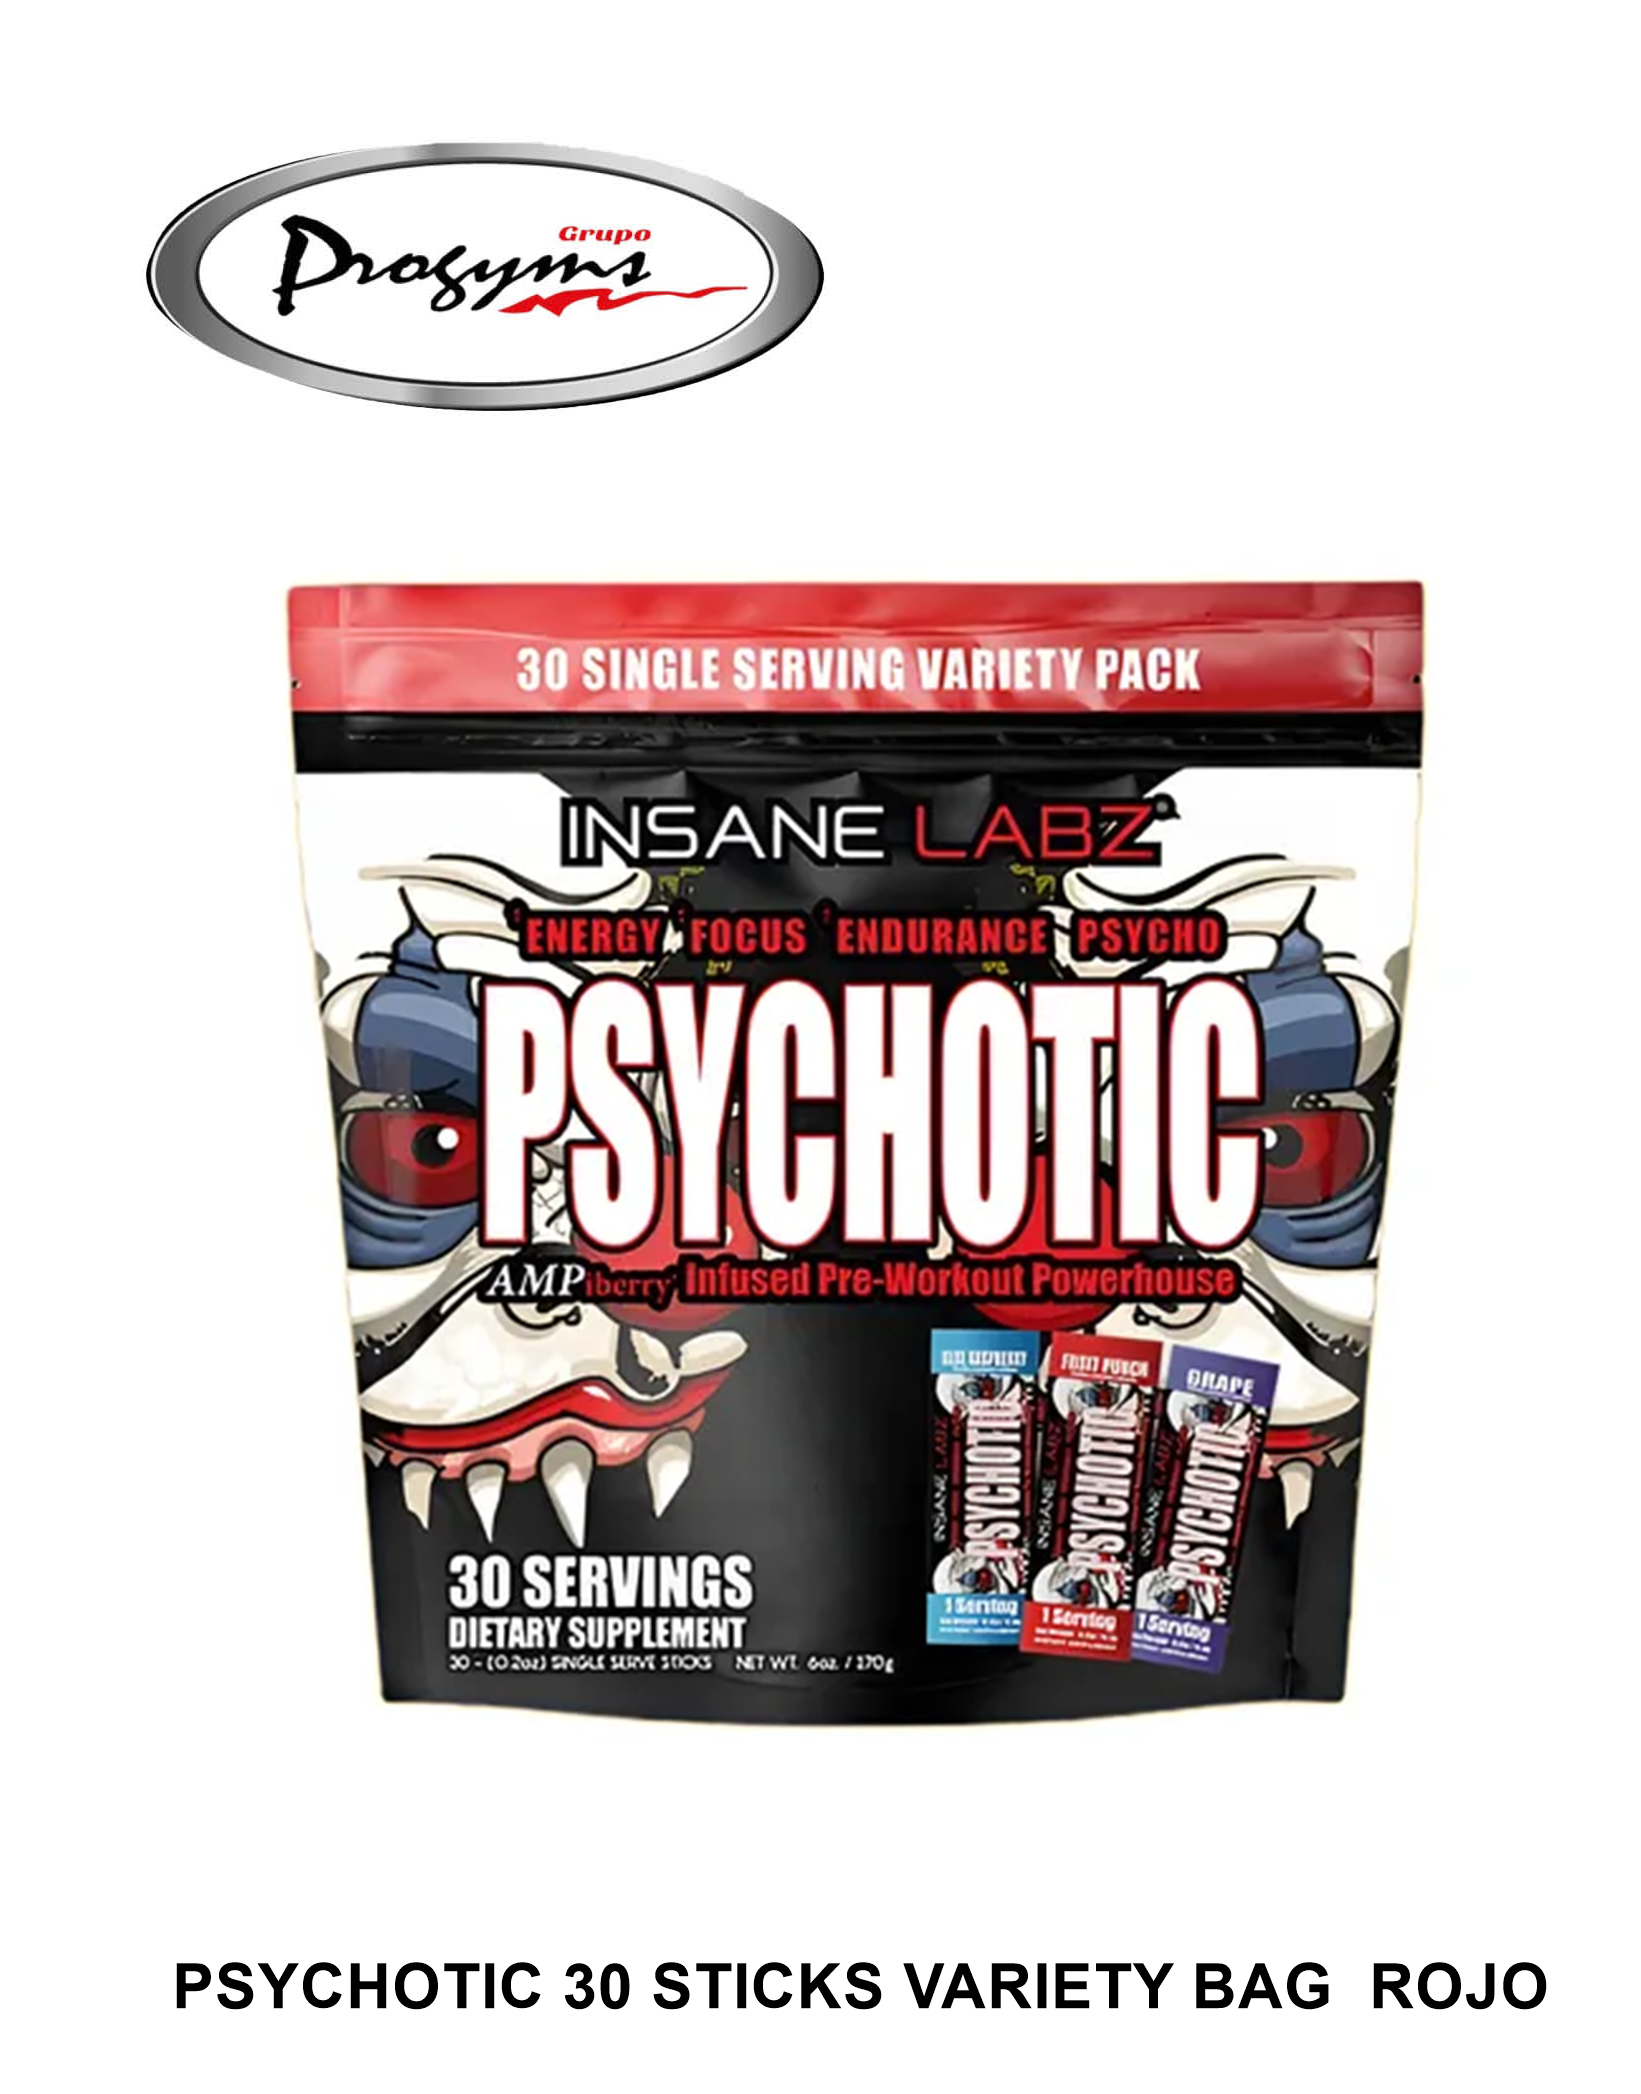 Grupo
Progyms
30 SINGLE SERVING VARIETY PACK
INSANE LABZ
ENERGY FOCUS ENDURANCE PSYCHO
PSYCHOTIC
AMPiberry Infused Pre-Workout Powerhouse
FRUIT PUNCH
GRAPE
INSANE LABZ
PSYCHOTIC
INSANE LABZ
PSYCHOTIC
INSANE LABZ
PSYCHOTIC
1 Serving
1 Serving
1 Serving
30 SERVINGS
DIETARY SUPPLEMENT
30 - (0.2oz) SINGLE SERVE STICKS NET WT. 6oz. / 170g
PSYCHOTIC 30 STICKS VARIETY BAG ROJO